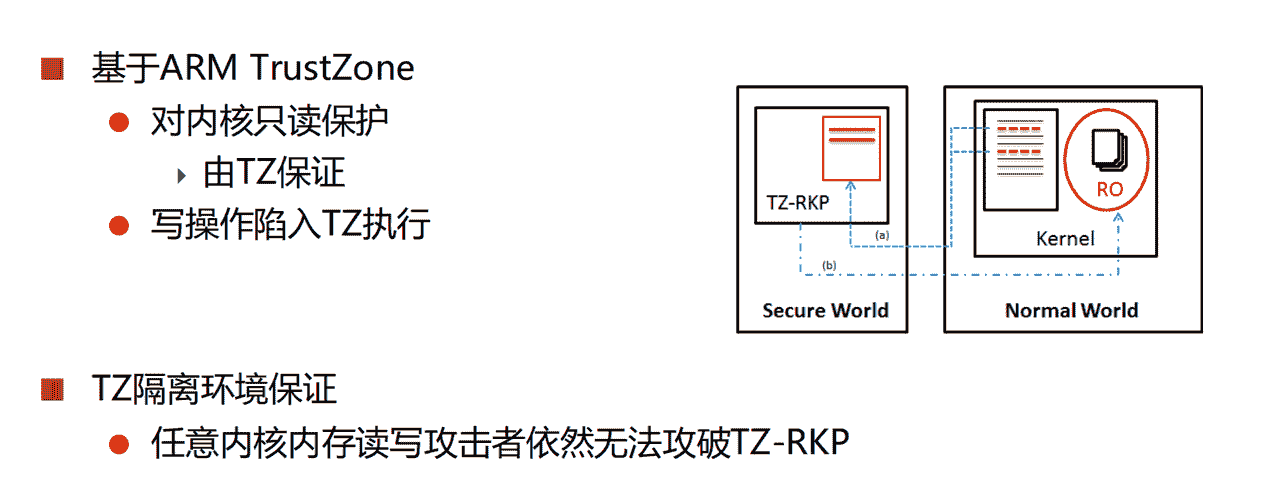 基于ARM TrustZone
对内核只读保护
由TZ保证
写操作陷入TZ执行
TZ-RKP
(a)
(b)
RO
Kernel
Secure World
Normal World
TZ隔离环境保证
任意内核内存读写攻击者依然无法攻破TZ-RKP